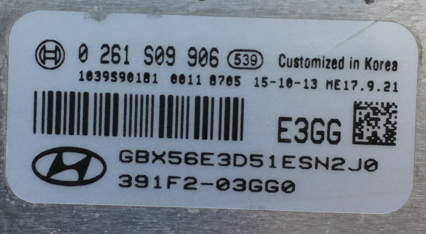 0 261 S09 906 539 Customized in Korea
1039S90181 0011 8705 15-10-13 ME17.9.21
E3GG
GBX56E3D51ESN2J0
391F2-03GG0